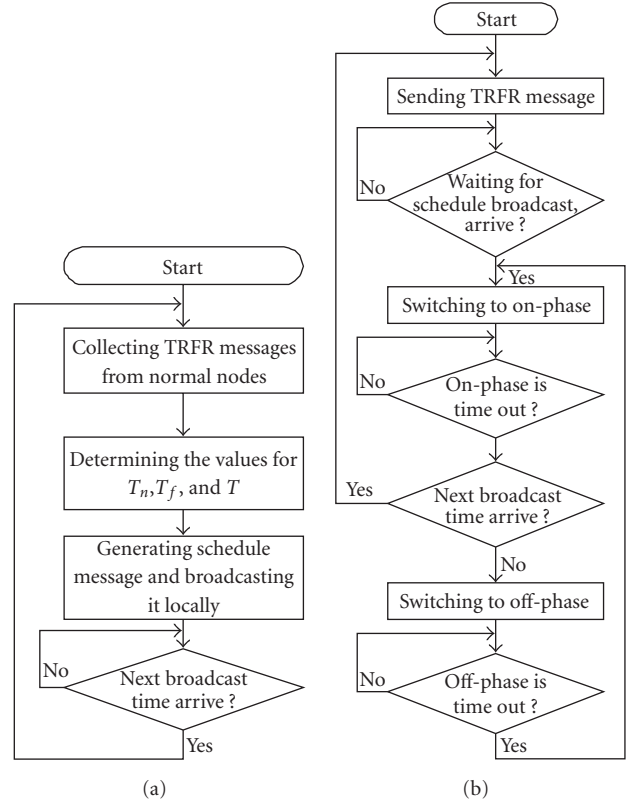 Start
Collecting TRFR messages
from normal nodes
Determining the values for
Tn,Tf, and T
Generating schedule
message and broadcasting
it locally
No
Next broadcast
time arrive ?
Yes
(a)
Start
Sending TRFR message
No
Waiting for
schedule broadcast,
arrive ?
Yes
Switching to on-phase
No
On-phase is
time out ?
Yes
Next broadcast
time arrive ?
No
Switching to off-phase
No
Off-phase is
time out ?
Yes
(b)